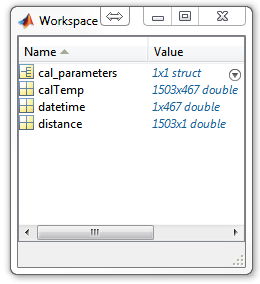 Workspace
Name Value
cal_parameters 1x1 struct
calTemp 1503x467 double
datetime 1x467 double
distance 1503x1 double